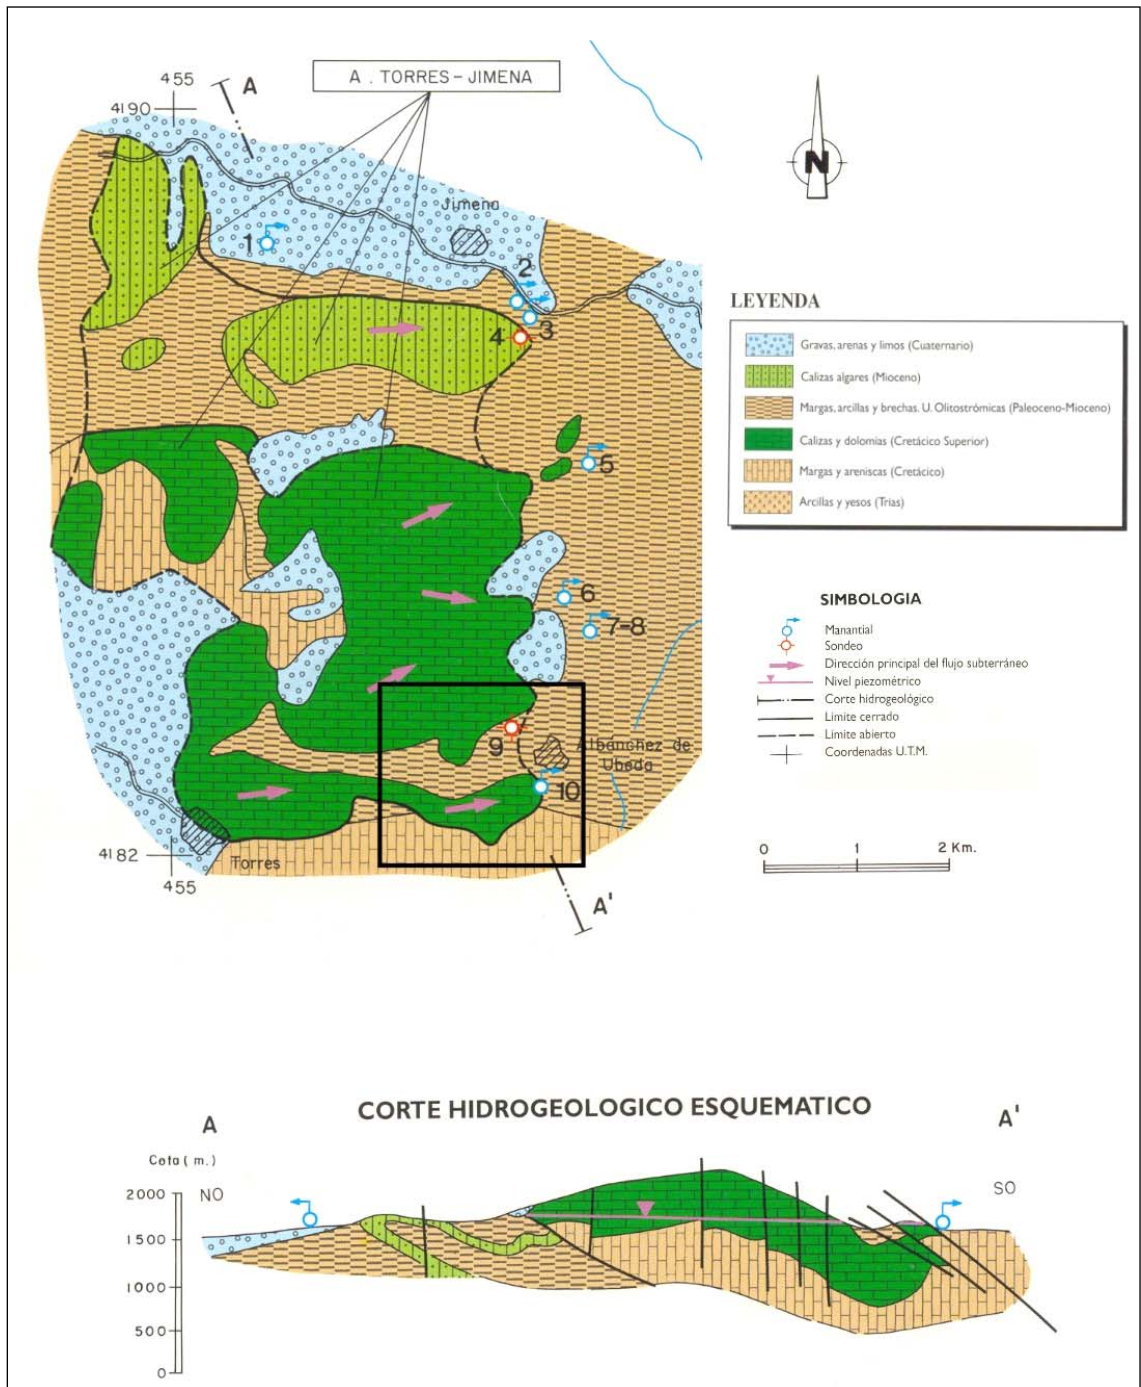 A . TORRES - JIMENA
455
A
4190
N
Jimena
1
2
3
4
5
6
7-8
9
Albanchez de
Ubeda
10
Torres
4182
455
A'
LEYENDA
Gravas, arenas y limos (Cuaternario)
Calizas algares (Mioceno)
Margas, arcillas y brechas. U. Olitostrómicas (Paleoceno-Mioceno)
Calizas y dolomías (Cretácico Superior)
Margas y areniscas (Cretácico)
Arcillas y yesos (Trías)
SIMBOLOGIA
Manantial
Sondeo
Dirección principal del flujo subterráneo
Nivel piezométrico
Corte hidrogeológico
Limite cerrado
Limite abierto
Coordenadas U.T.M.
0 1 2 Km.
CORTE HIDROGEOLOGICO ESQUEMATICO
A
A'
Cota ( m. )
NO
SO
2000
1500
1000
500
0